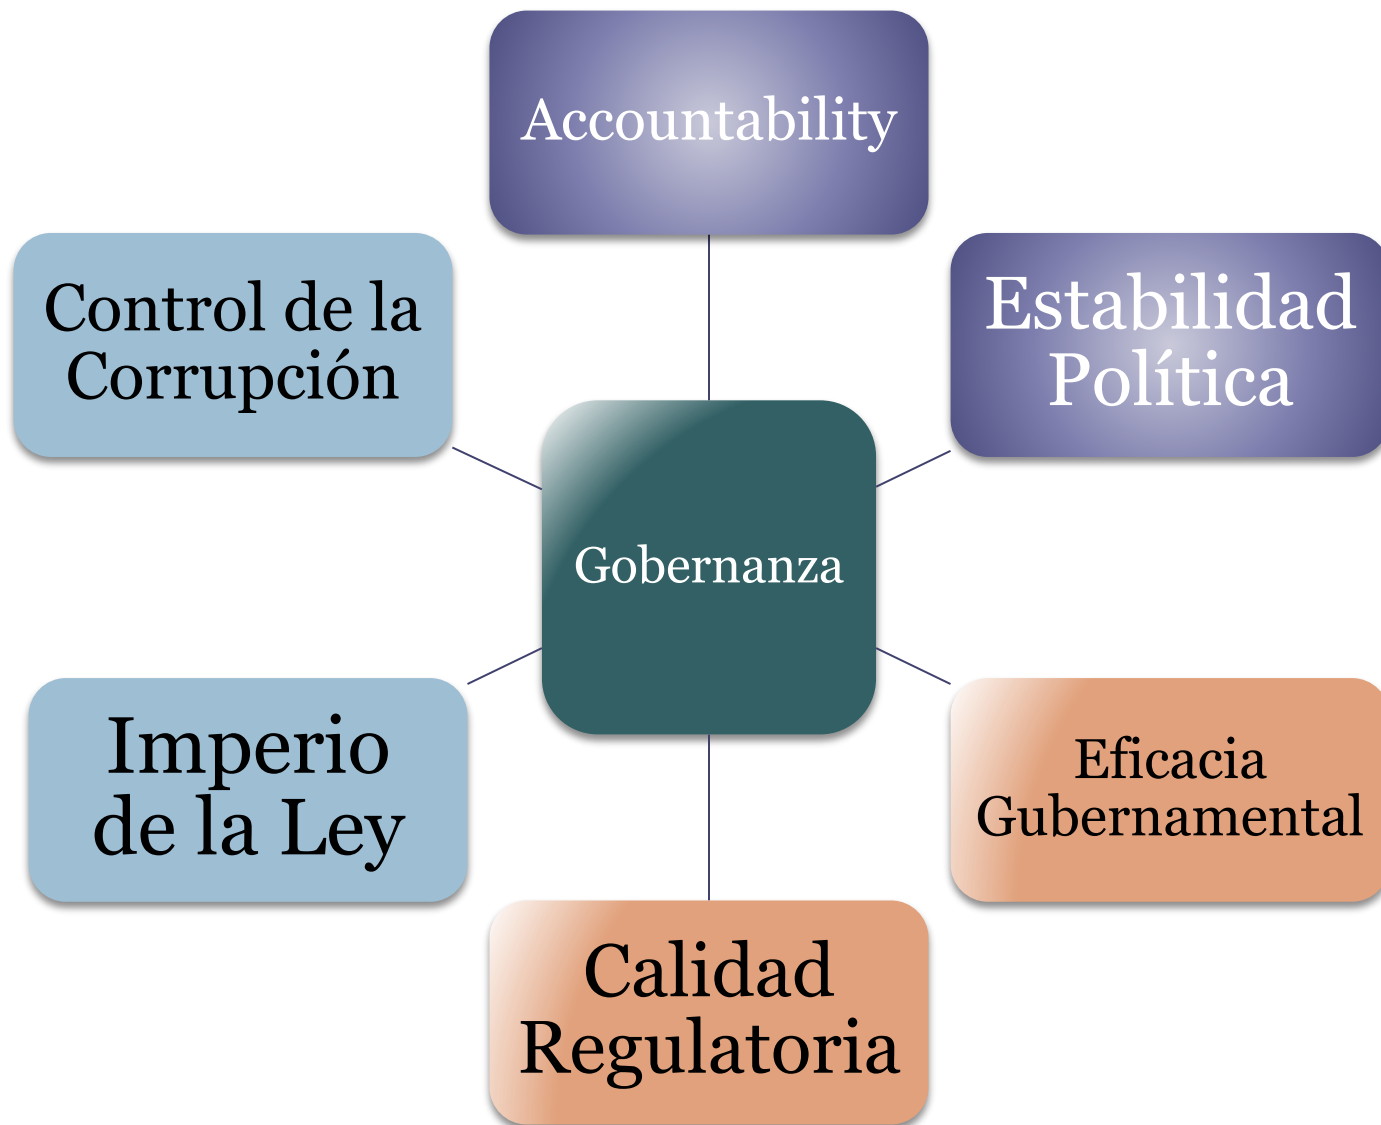 Accountability
Control de la
Corrupción
Estabilidad
Política
Gobernanza
Imperio
de la Ley
Eficacia
Gubernamental
Calidad
Regulatoria